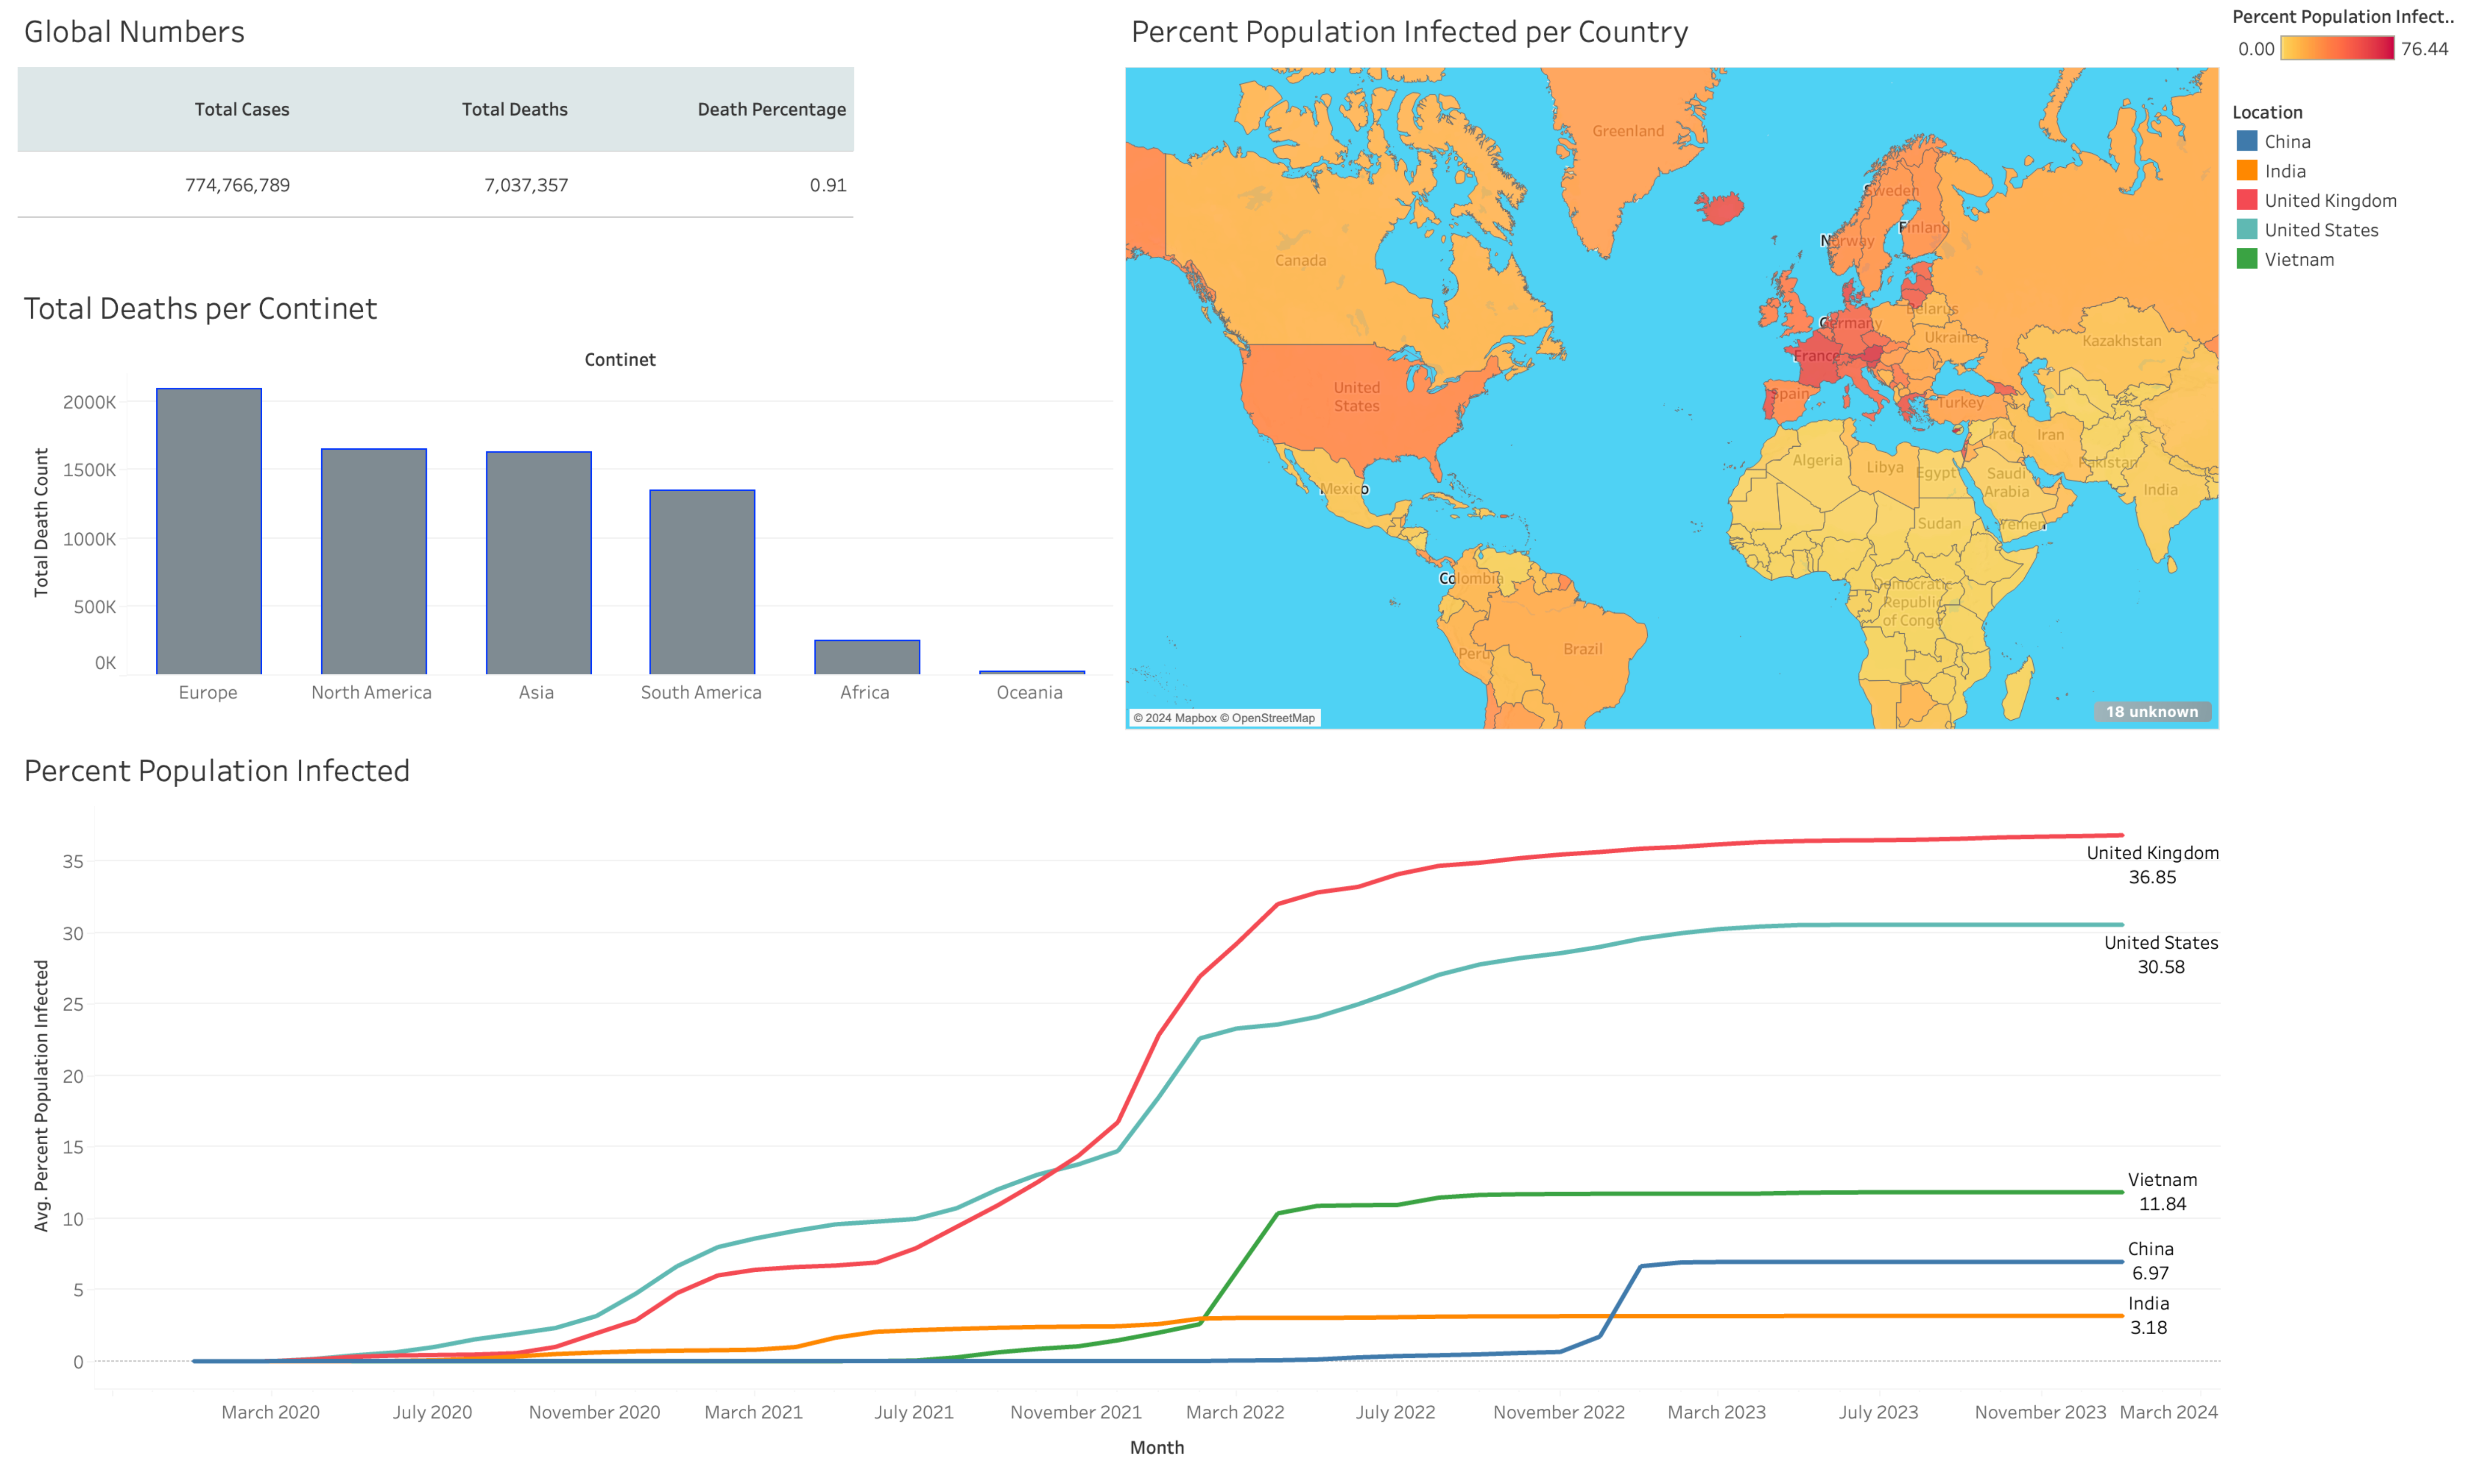 Global Numbers
Total Cases Total Deaths Death Percentage
774,766,789 7,037,357 0.91
Total Deaths per Continet
Continet
Total Death Count
2000K
1500K
1000K
500K
0K
Europe North America Asia South America Africa Oceania
Percent Population Infected per Country
Greenland
Sweden
Finland
Norway
Canada
Belarus
Germany
Ukraine
Kazakhstan
France
United
States
Spain
Turkey
Iraq
Iran
Algeria
Libya
Egypt
Pakistan
Saudi
Arabia
India
Mexico
Sudan
Yemen
Colombia
Democratic
Republic
of Congo
Peru
Brazil
© 2024 Mapbox © OpenStreetMap
18 unknown
Percent Population Infect..
0.00 76.44
Location
China
India
United Kingdom
United States
Vietnam
Percent Population Infected
Avg. Percent Population Infected
35
30
25
20
15
10
5
0
United Kingdom
36.85
United States
30.58
Vietnam
11.84
China
6.97
India
3.18
March 2020 July 2020 November 2020 March 2021 July 2021 November 2021 March 2022 July 2022 November 2022 March 2023 July 2023 November 2023 March 2024
Month